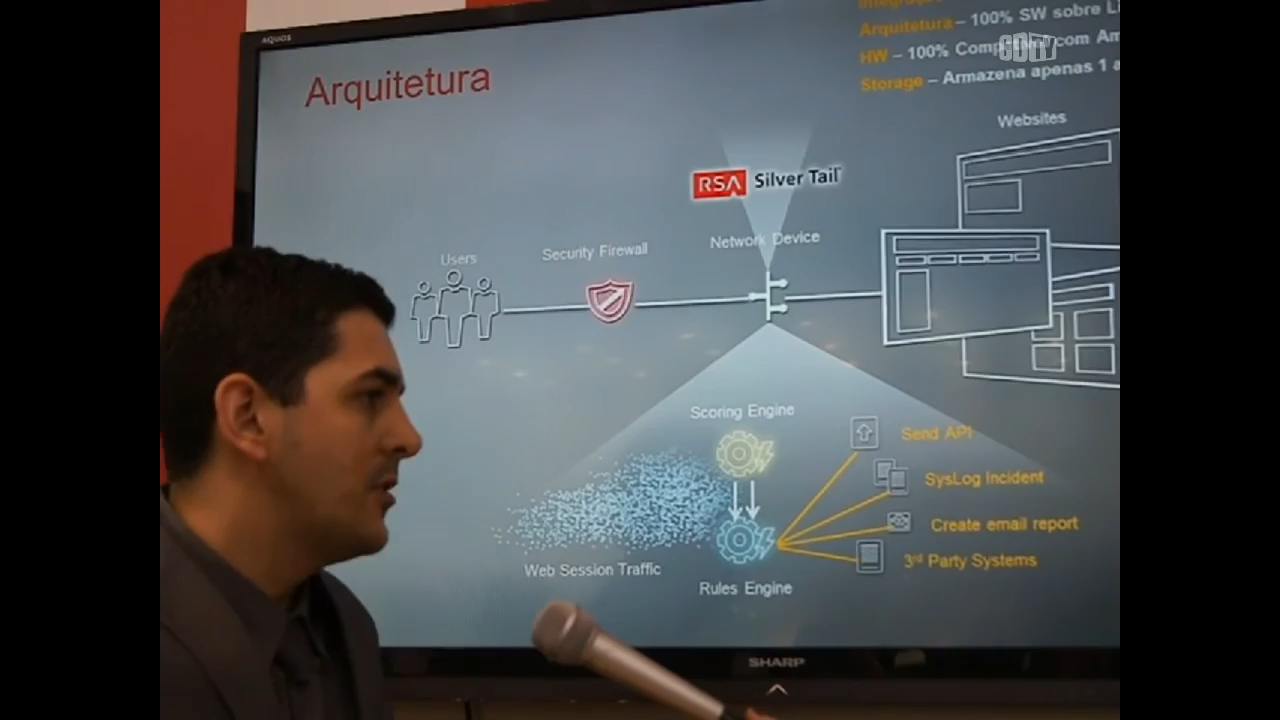 AQUOS
Arquitetura
Arquitetura – 100% SW sobre
HW – 100% com
Storage – Armazena apenas 1
Websites
RSA Silver Tail
Network Device
Security Firewall
Users
Scoring Engine
Send API
SysLog Incident
Create email report
3rd Party Systems
Web Session Traffic
Rules Engine
SHARP